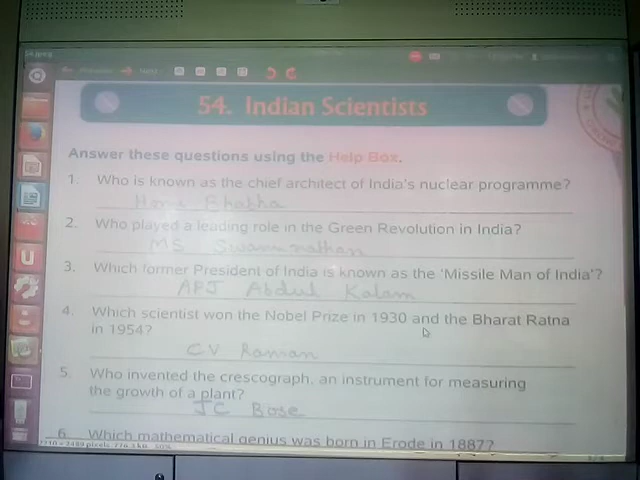 Next
54. Indian Scientists
Answer these questions using the Help Box.
1. Who is known as the chief architect of India's nuclear programme?
Homi Bhabha
2. Who played a leading role in the Green Revolution in India?
MS Swaminathan
3. Which former President of India is known as the 'Missile Man of India'?
APJ Abdul Kalam
4. Which scientist won the Nobel Prize in 1930 and the Bharat Ratna
in 1954?
CV Raman
5. Who invented the crescograph, an instrument for measuring
the growth of a plant?
JC Bose
6. Which mathematical genius was born in Erode in 1887?